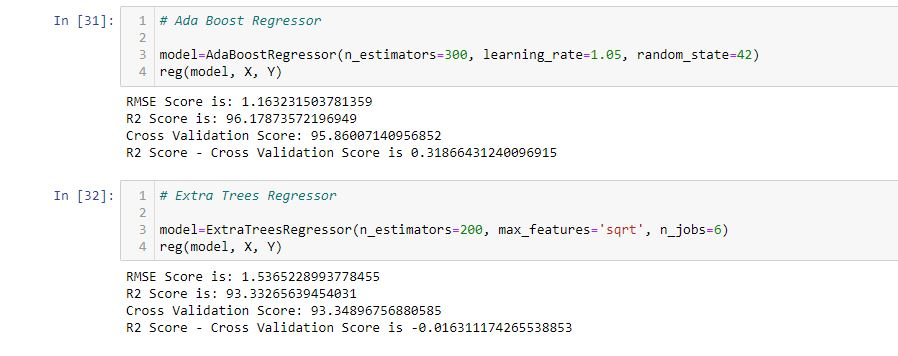 In [31]:
1 # Ada Boost Regressor
2
3 model=AdaBoostRegressor(n_estimators=300, learning_rate=1.05, random_state=42)
4 reg(model, X, Y)
RMSE Score is: 1.163231503781359
R2 Score is: 96.17873572196949
Cross Validation Score: 95.86007140956852
R2 Score - Cross Validation Score is 0.31866431240096915
In [32]:
1 # Extra Trees Regressor
2
3 model=ExtraTreesRegressor(n_estimators=200, max_features='sqrt', n_jobs=6)
4 reg(model, X, Y)
RMSE Score is: 1.5365228993778455
R2 Score is: 93.33265639454031
Cross Validation Score: 93.34896756880585
R2 Score - Cross Validation Score is -0.016311174265538853